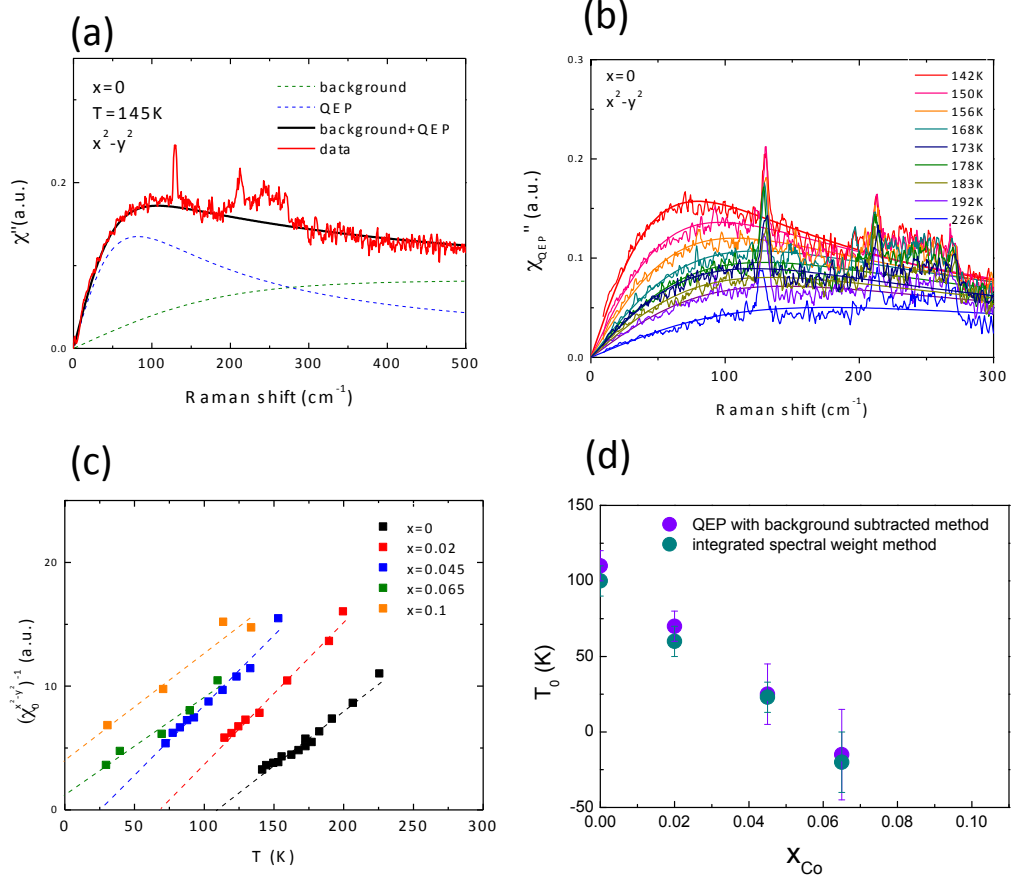 (a)
x=0
T=145K
x²-y²
background
QEP
background+QEP
data
χ''(a.u.)
0.2
0.0
0
100
200
300
400
500
Raman shift (cm⁻¹)
(b)
x=0
x²-y²
142K
150K
156K
168K
173K
178K
183K
192K
226K
χQEP'' (a.u.)
0.3
0.2
0.1
0.0
0
100
200
300
Raman shift (cm⁻¹)
(c)
x=0
x=0.02
x=0.045
x=0.065
x=0.1
(χ₀^x²-y²)⁻¹ (a.u.)
20
10
0
0
50
100
150
200
250
300
T (K)
(d)
QEP with background subtracted method
integrated spectral weight method
T₀ (K)
150
100
50
0
-50
0.00
0.02
0.04
0.06
0.08
0.10
xCo